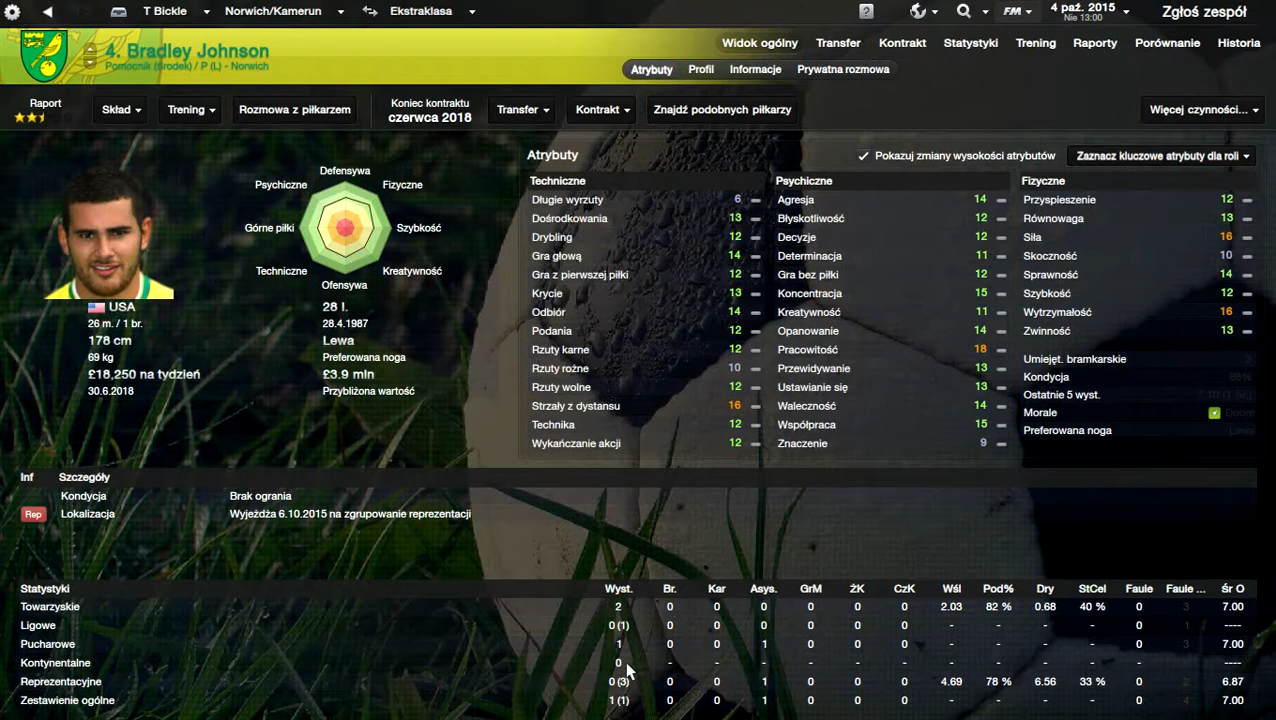 T Bickle Norwich/Kamerun Ekstraklasa ? FM 4 paź. 2015 Nie 13:00 Zgłoś zespół
4. Bradley Johnson
Pomocnik (Środek) / P (L) - Norwich
Widok ogólny Transfer Kontrakt Statystyki Trening Raporty Porównanie Historia
Atrybuty Profil Informacje Prywatna rozmowa
Raport Skład Trening Rozmowa z piłkarzem Koniec kontraktu czerwca 2018 Transfer Kontrakt Znajdź podobnych piłkarzy Więcej czynności...
Defensywa
Psychiczne Fizyczne
Górne piłki Szybkość
Techniczne Kreatywność
Ofensywa
USA 28 l.
26 m. / 1 br. 28.4.1987
178 cm Lewa
69 kg Preferowana noga
£18,250 na tydzień £3.9 mln
30.6.2018 Przybliżona wartość
Atrybuty Pokazuj zmiany wysokości atrybutów Zaznacz kluczowe atrybuty dla roli
Techniczne Psychiczne Fizyczne
Długie wyrzuty 6 Agresja 14 Przyspieszenie 12
Dośrodkowania 13 Błyskotliwość 12 Równowaga 13
Drybling 12 Decyzje 12 Siła 16
Gra głową 14 Determinacja 11 Skoczność 10
Gra z pierwszej piłki 12 Gra bez piłki 12 Sprawność 14
Krycie 13 Koncentracja 15 Szybkość 12
Odbiór 14 Kreatywność 11 Wytrzymałość 16
Podania 12 Opanowanie 14 Zwinność 13
Rzuty karne 12 Pracowitość 18
Rzuty rożne 10 Przewidywanie 13
Rzuty wolne 12 Ustawianie się 13
Strzały z dystansu 16 Waleczność 14
Technika 12 Współpraca 15
Wykańczanie akcji 12 Znaczenie 9
Umiejęt. bramkarskie
Kondycja
Ostatnie 5 wyst.
Morale Dobre
Preferowana noga Lewa
Inf Szczegóły
Kondycja Brak ogrania
Rep Lokalizacja Wyjeżdża 6.10.2015 na zgrupowanie reprezentacji
Statystyki Wyst. Br. Kar Asys. GrM ŻK CzK Wśl Pod% Dry StCel Faule Faule ... śr O
Towarzyskie 2 0 0 0 0 0 0 2.03 82 % 0.68 40 % 0 3 7.00
Ligowe 0 (1) 0 0 0 0 0 0 - - - - 0 1 ----
Pucharowe 1 0 0 1 0 0 0 - - - - 0 3 7.00
Kontynentalne 0 - - - - - - - - - - - - ----
Reprezentacyjne 0 (3) 0 0 1 0 0 0 4.69 78 % 6.56 33 % 0 2 6.87
Zestawienie ogólne 1 (1) 0 0 1 0 0 0 - - - - 0 4 7.00